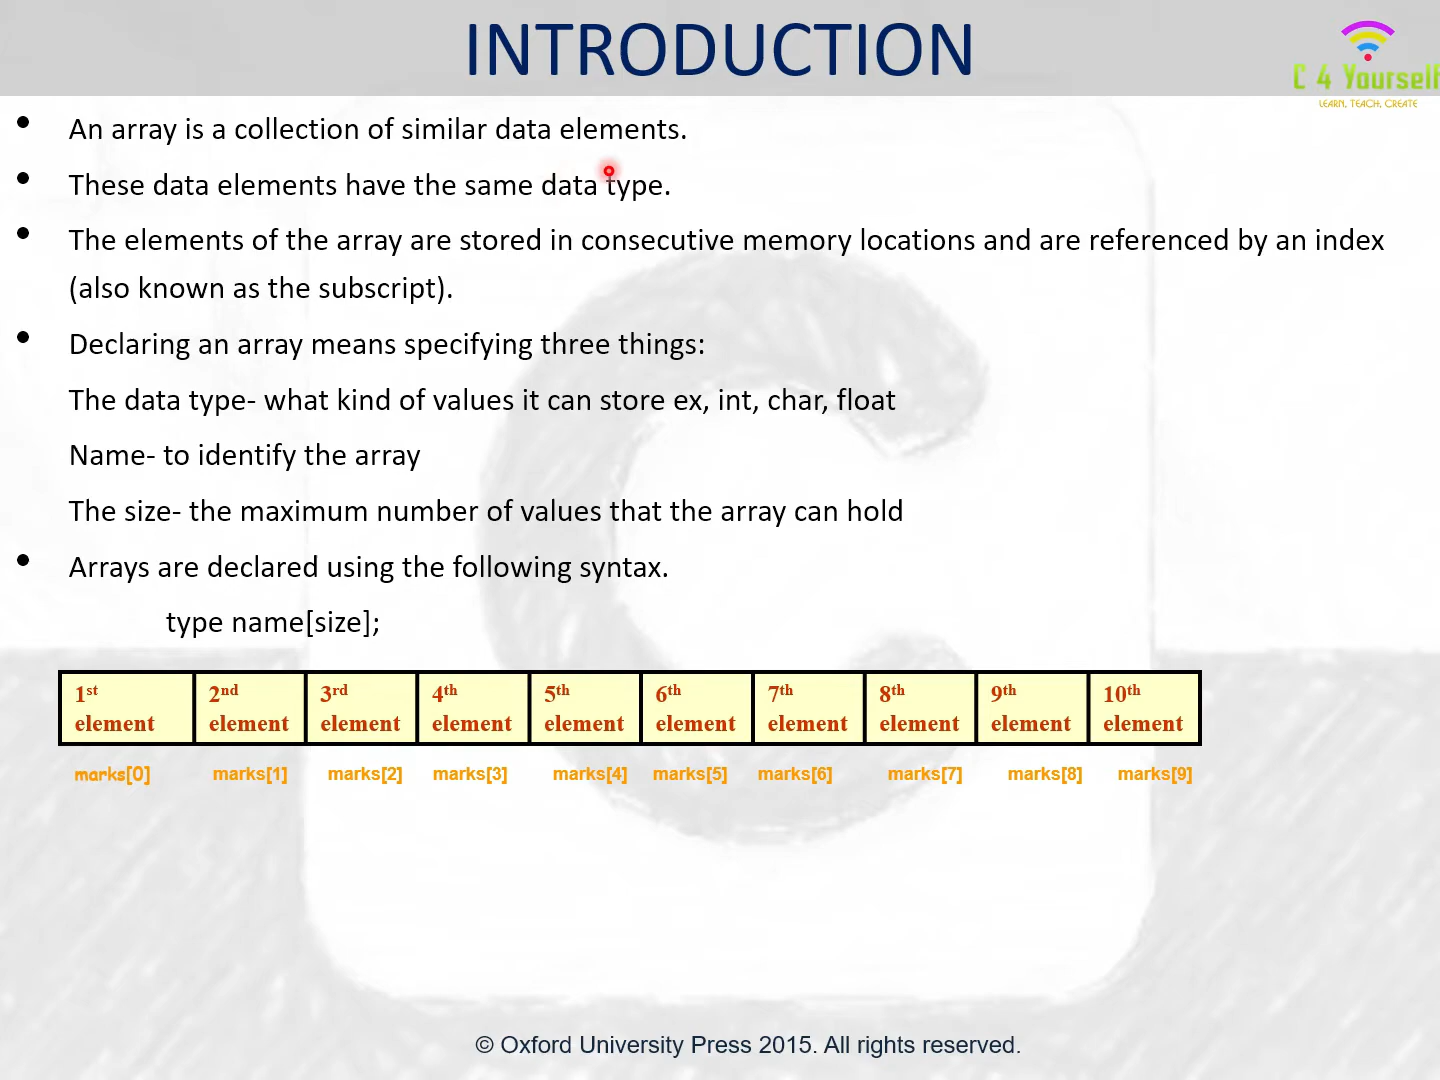 INTRODUCTION
C 4 Yourself
LEARN, TEACH, CREATE
• An array is a collection of similar data elements.
• These data elements have the same data type.
• The elements of the array are stored in consecutive memory locations and are referenced by an index
(also known as the subscript).
• Declaring an array means specifying three things:
The data type- what kind of values it can store ex, int, char, float
Name- to identify the array
The size- the maximum number of values that the array can hold
• Arrays are declared using the following syntax.
type name[size];
1st element 2nd element 3rd element 4th element 5th element 6th element 7th element 8th element 9th element 10th element
marks[0] marks[1] marks[2] marks[3] marks[4] marks[5] marks[6] marks[7] marks[8] marks[9]
© Oxford University Press 2015. All rights reserved.